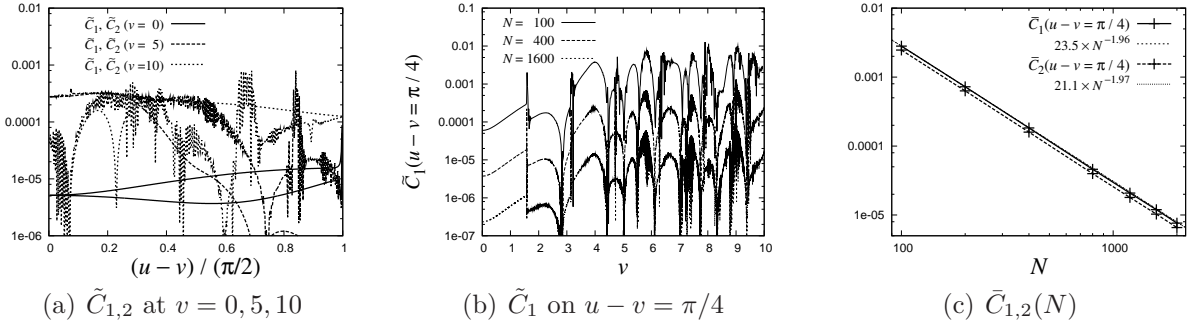 0.01
0.001
0.0001
1e-05
1e-06
C̃₁, C̃₂ (v = 0)
C̃₁, C̃₂ (v = 5)
C̃₁, C̃₂ (v = 10)
0 0.2 0.4 0.6 0.8 1
(u – v) / (π/2)
(a) C̃₁,₂ at v = 0, 5, 10
C̃₁(u – v = π / 4)
0.1
0.01
0.001
0.0001
1e-05
1e-06
1e-07
N = 100
N = 400
N = 1600
0 1 2 3 4 5 6 7 8 9 10
v
(b) C̃₁ on u − v = π/4
0.01
0.001
0.0001
1e-05
C̄₁(u – v = π / 4)
23.5 × N⁻¹·⁹⁶
C̄₂(u – v = π / 4)
21.1 × N⁻¹·⁹⁷
100 1000
N
(c) C̄₁,₂(N)